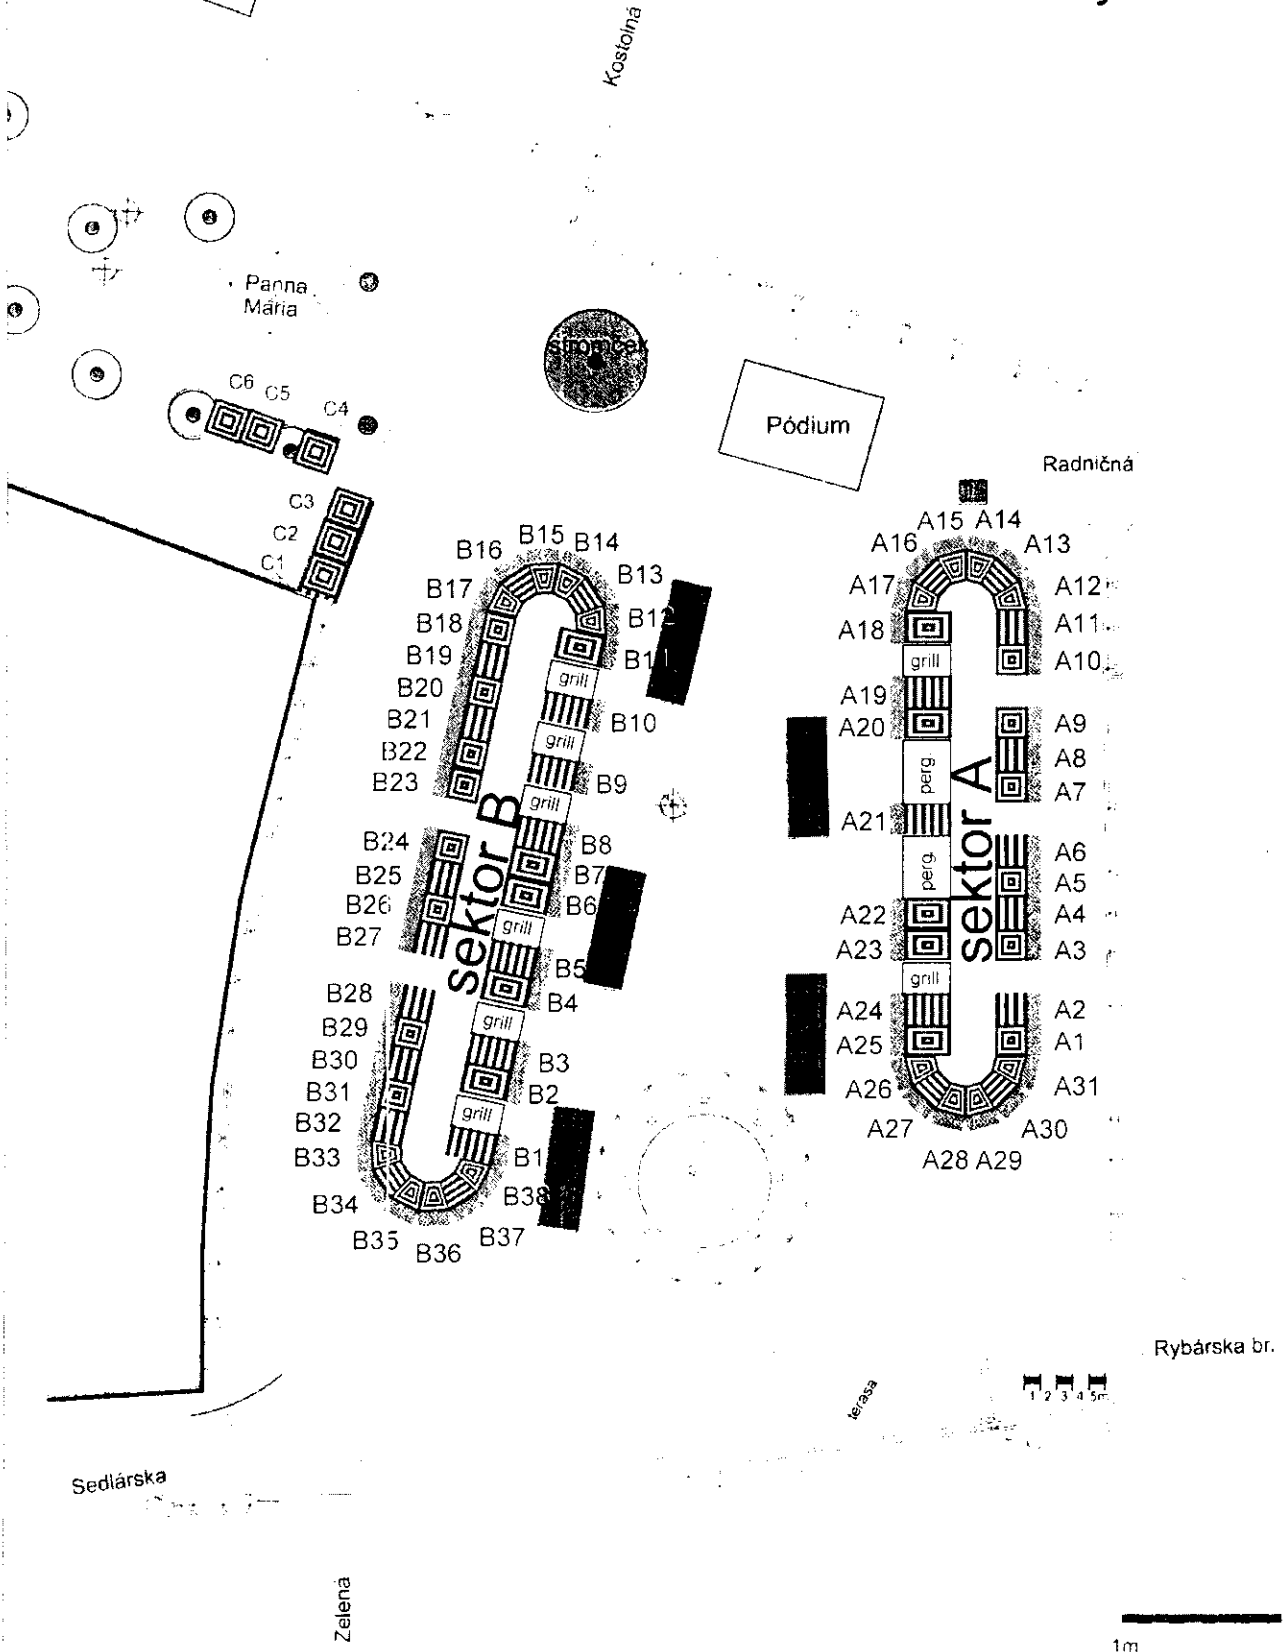 Kostolná
Panna
Mária
stromček
Pódium
Radničná
C6
C5
C4
C3
C2
C1
B16
B15
B14
B17
B13
B18
B12
B19
B11
B20
grill
B21
B10
B22
grill
B23
B9
grill
sektor B
B24
B8
B25
B7
B26
B6
B27
grill
B5
B28
B4
B29
grill
B30
B3
B31
B2
B32
grill
B33
B1
B34
B38
B35
B36
B37
A15
A14
A16
A13
A17
A12
A18
A11
grill
A10
A19
A20
A9
perg.
sektor A
A8
A7
A21
perg.
A6
A5
A22
A4
A23
A3
grill
A24
A2
A25
A1
A26
A31
A27
A30
A28
A29
Rybárska br.
1 2 3 4 5m
terasa
Sedlárska
Zelená
1m